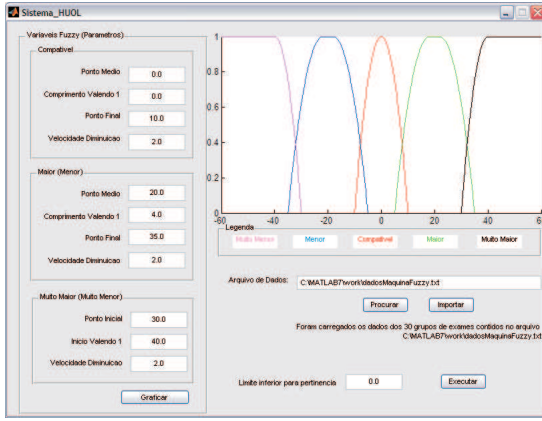 Sistema_HUOL
Variaveis Fuzzy (Parametros)
Compativel
Ponto Medio 0.0
Comprimento Valendo 1 0.0
Ponto Final 10.0
Velocidade Diminuicao 2.0
Maior (Menor)
Ponto Medio 20.0
Comprimento Valendo 1 4.0
Ponto Final 35.0
Velocidade Diminuicao 2.0
Muito Maior (Muito Menor)
Ponto Inicial 30.0
Inicio Valendo 1 40.0
Velocidade Diminuicao 2.0
Graficar
1
0.8
0.6
0.4
0.2
0
-60 -40 -20 0 20 40 60
Legenda
Muito Menor Menor Compativel Maior Muito Maior
Arquivo de Dados: C:\MATLAB7\work\dadosMaquinaFuzzy.txt
Procurar Importar
Foram carregados os dados dos 30 grupos de exames contidos no arquivo
C:\MATLAB7\work\dadosMaquinaFuzzy.txt
Limite inferior para pertinencia 0.0 Executar